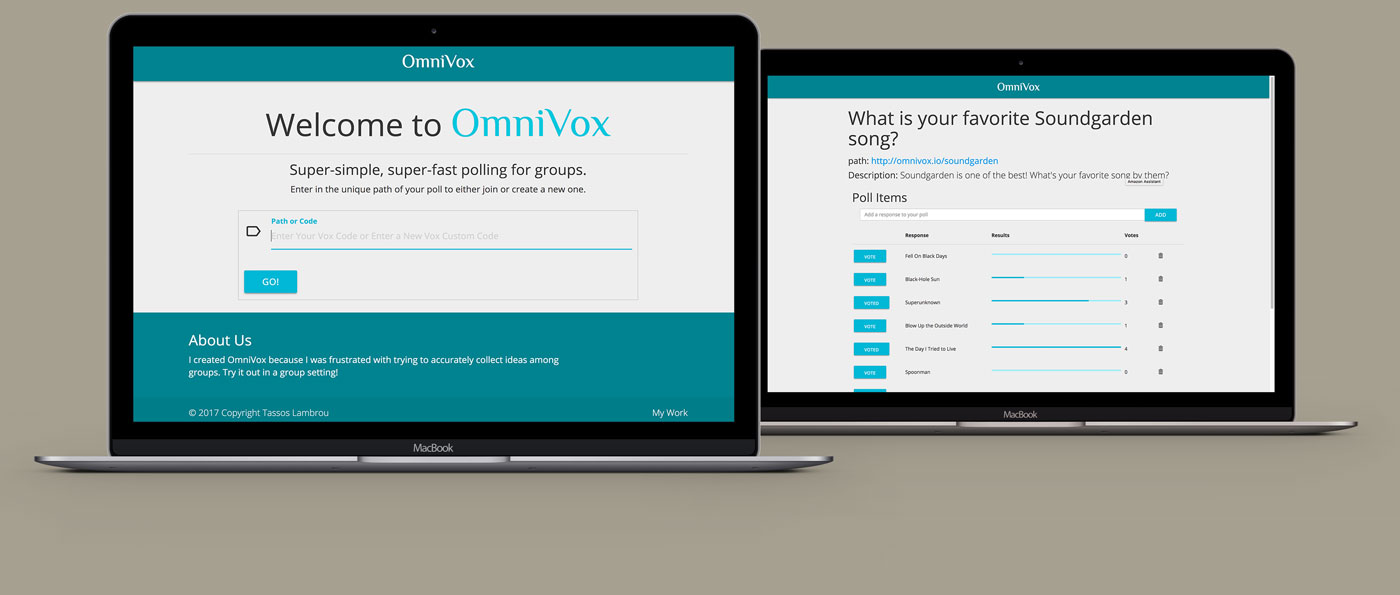 OmniVox
Welcome to OmniVox
Super-simple, super-fast polling for groups.
Enter in the unique path of your poll to either join or create a new one.
Path or Code
Enter Your Vox Code or Enter a New Vox Custom Code
GO!
About Us
I created OmniVox because I was frustrated with trying to accurately collect ideas among
groups. Try it out in a group setting!
© 2017 Copyright Tassos Lambrou
My Work
MacBook
OmniVox
What is your favorite Soundgarden
song?
path: http://omnivox.io/soundgarden
Description: Soundgarden is one of the best! What's your favorite song by them?
Amazon Assistant
Poll Items
Add a response to your poll
ADD
Response Results Votes
VOTE Fell On Black Days 0
VOTE Black-Hole Sun 1
VOTED Superunknown 3
VOTE Blow Up the Outside World 1
VOTED The Day I Tried to Live 4
VOTE Spoonman 0
MacBook